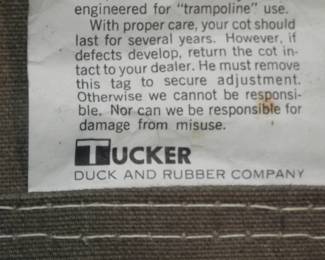 engineered for "trampoline" use.
With proper care, your cot should
last for several years. However, if
defects develop, return the cot in-
tact to your dealer. He must remove
this tag to secure adjustment.
Otherwise we cannot be responsi-
ble. Nor can we be responsible for
damage from misuse.
TUCKER
DUCK AND RUBBER COMPANY